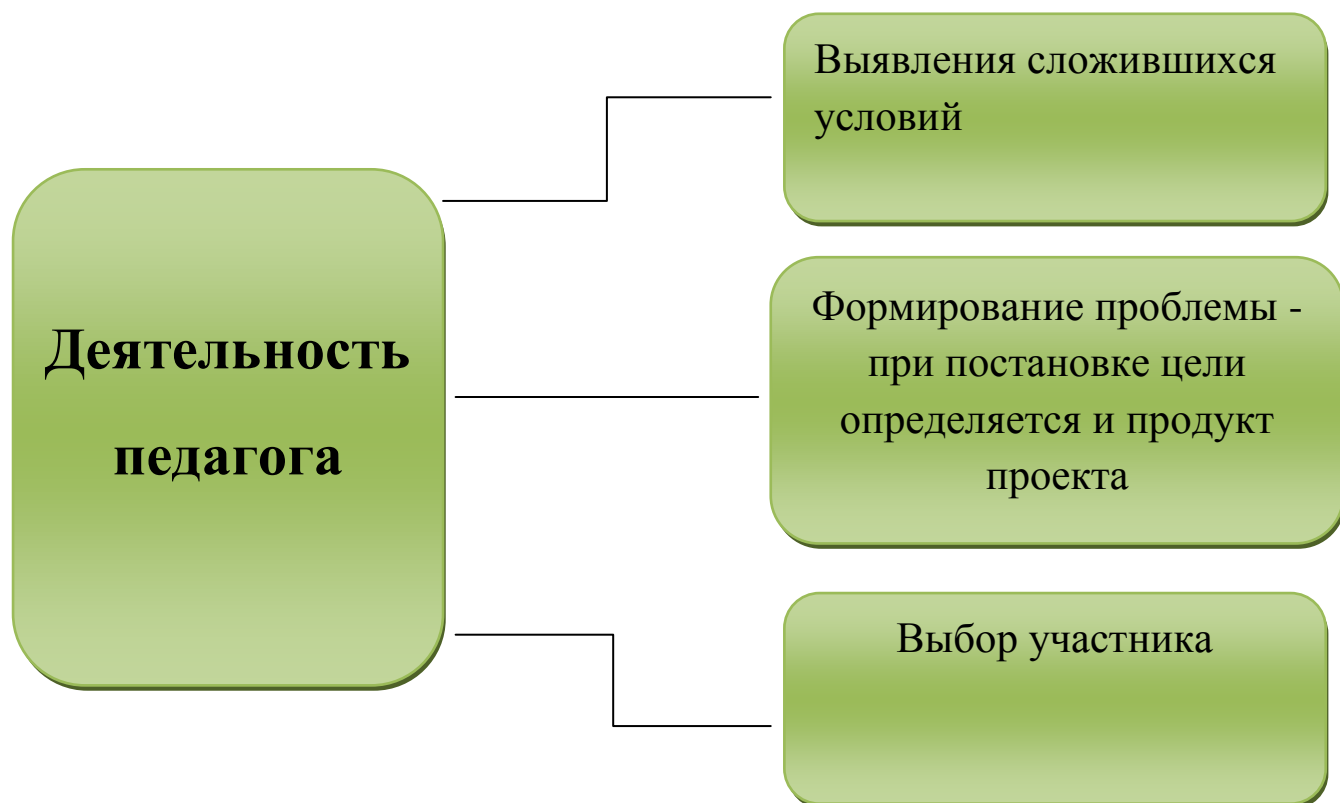 Выявления сложившихся
условий
Деятельность
педагога
Формирование проблемы -
при постановке цели
определяется и продукт
проекта
Выбор участника